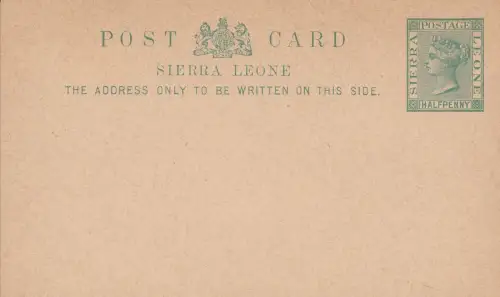 POST CARD
SIERRA LEONE
THE ADDRESS ONLY TO BE WRITTEN ON THIS SIDE.
POSTAGE
SIERRA
LEONE
HALFPENNY